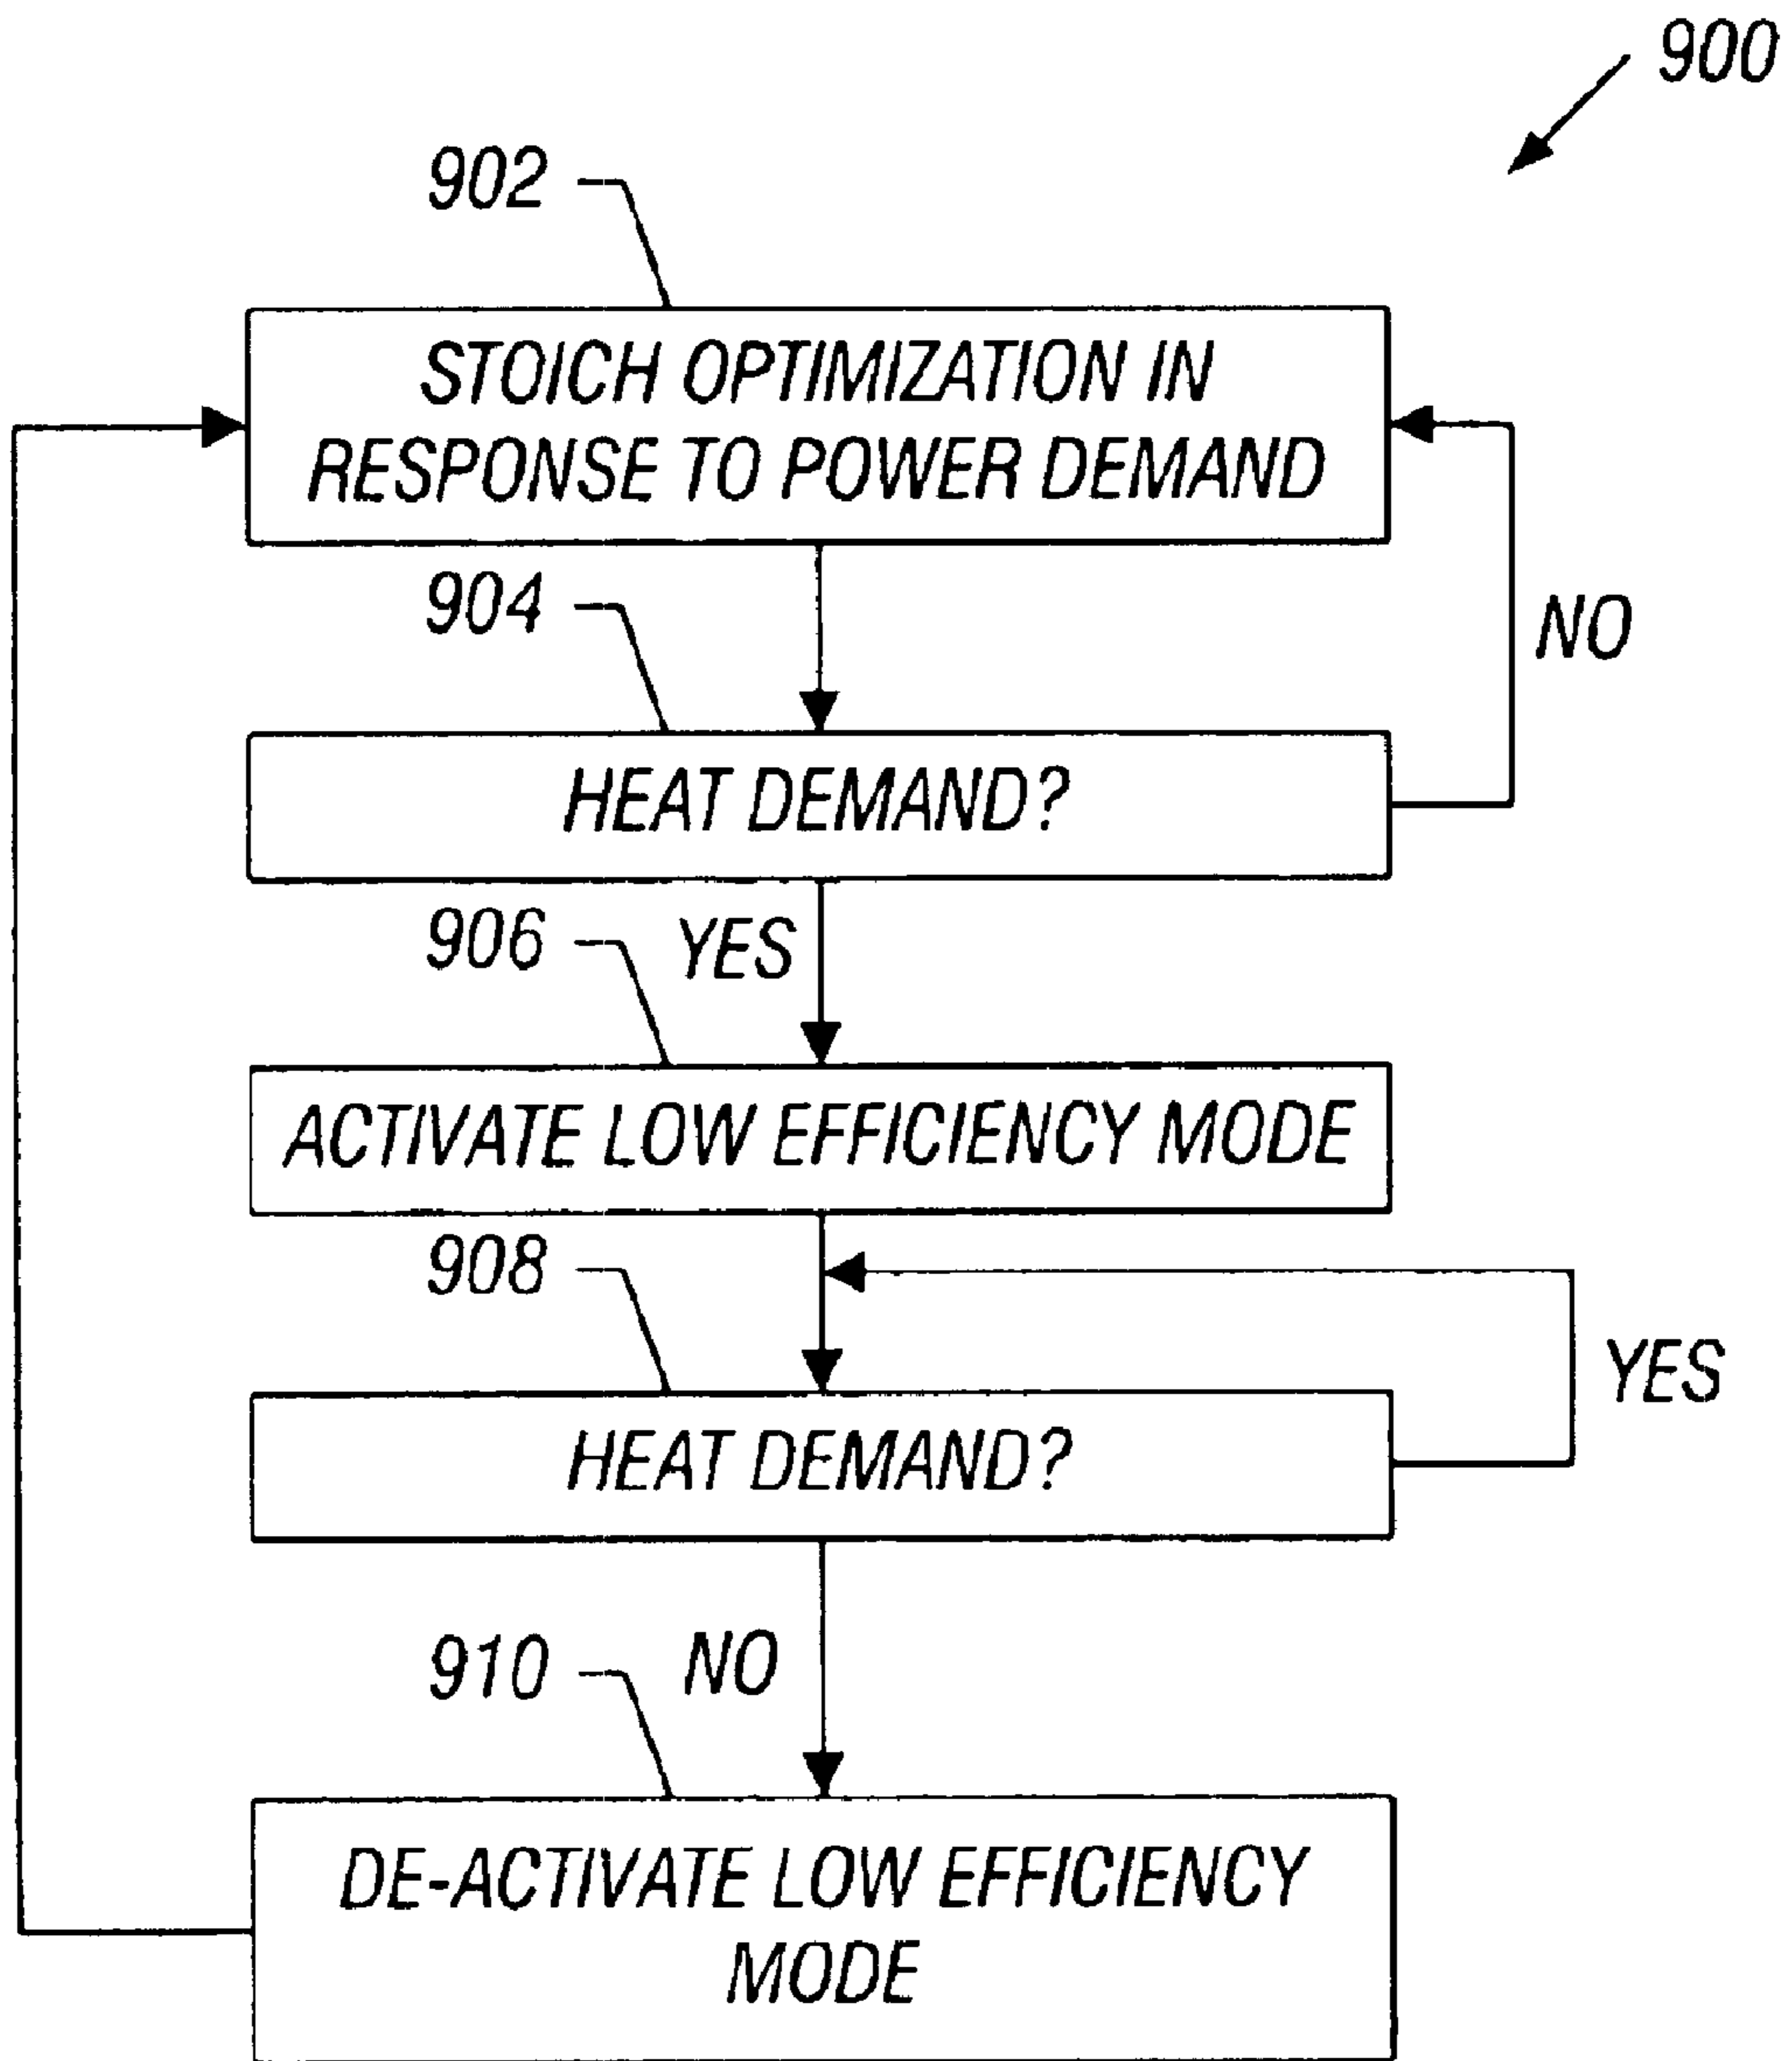 900
902
STOICH OPTIMIZATION IN
RESPONSE TO POWER DEMAND
904
NO
HEAT DEMAND?
906
YES
ACTIVATE LOW EFFICIENCY MODE
908
YES
HEAT DEMAND?
910
NO
DE-ACTIVATE LOW EFFICIENCY
MODE